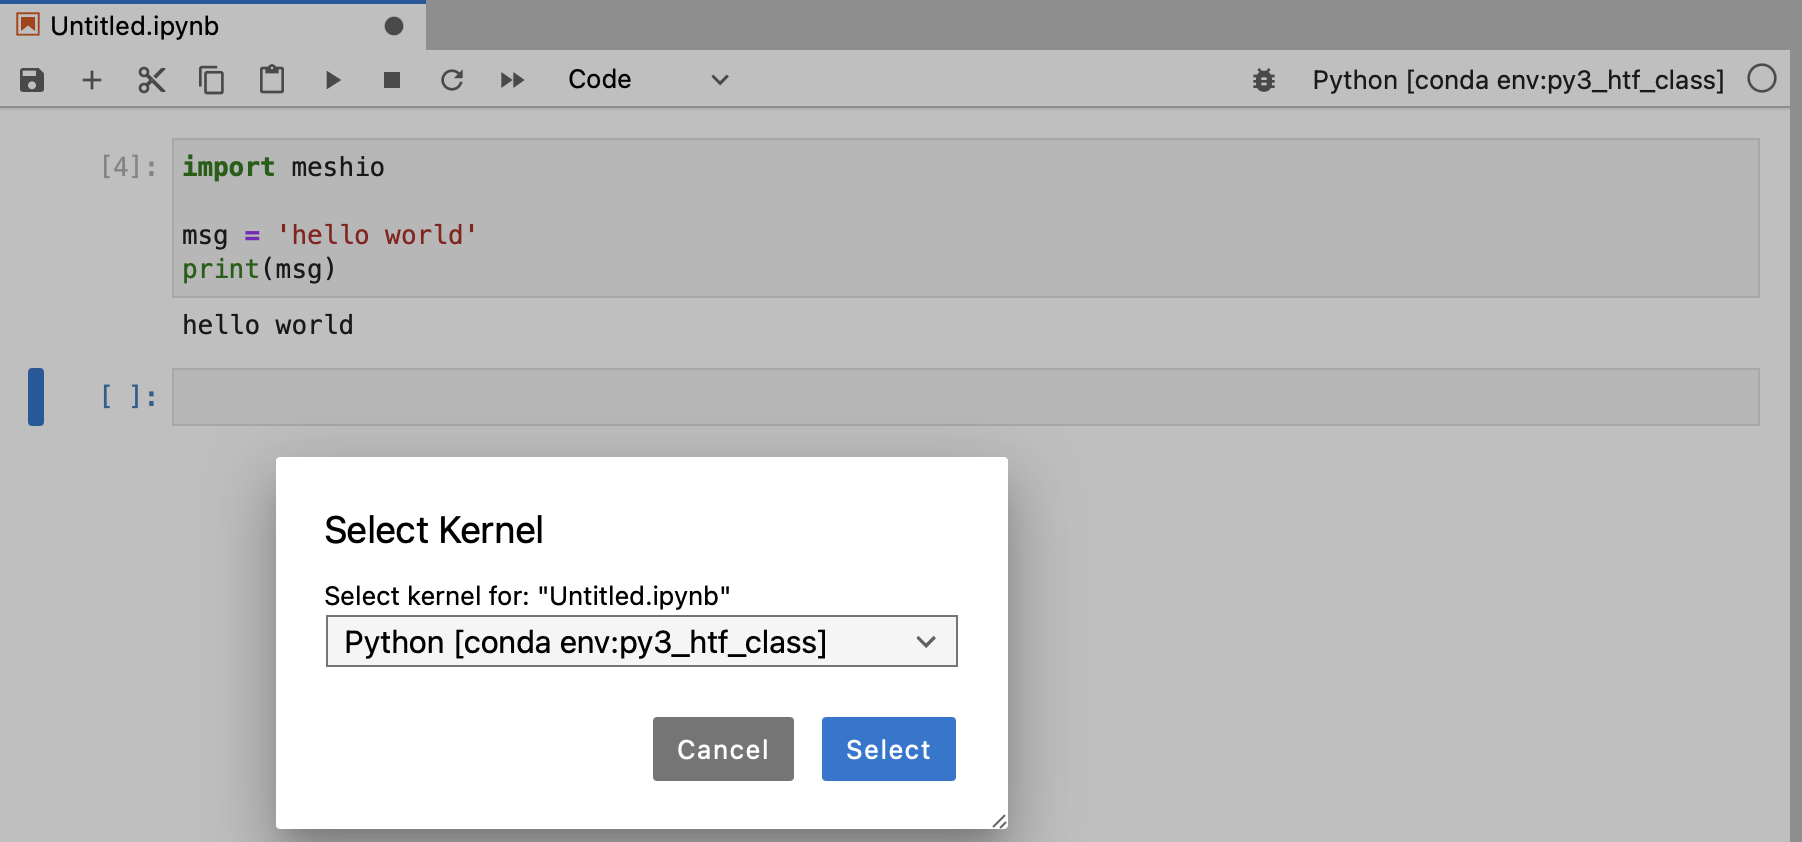 Untitled.ipynb
Code
Python [conda env:py3_htf_class]
[4]:
import meshio
msg = 'hello world'
print(msg)
hello world
[ ]:
Select Kernel
Select kernel for: "Untitled.ipynb"
Python [conda env:py3_htf_class]
Cancel Select